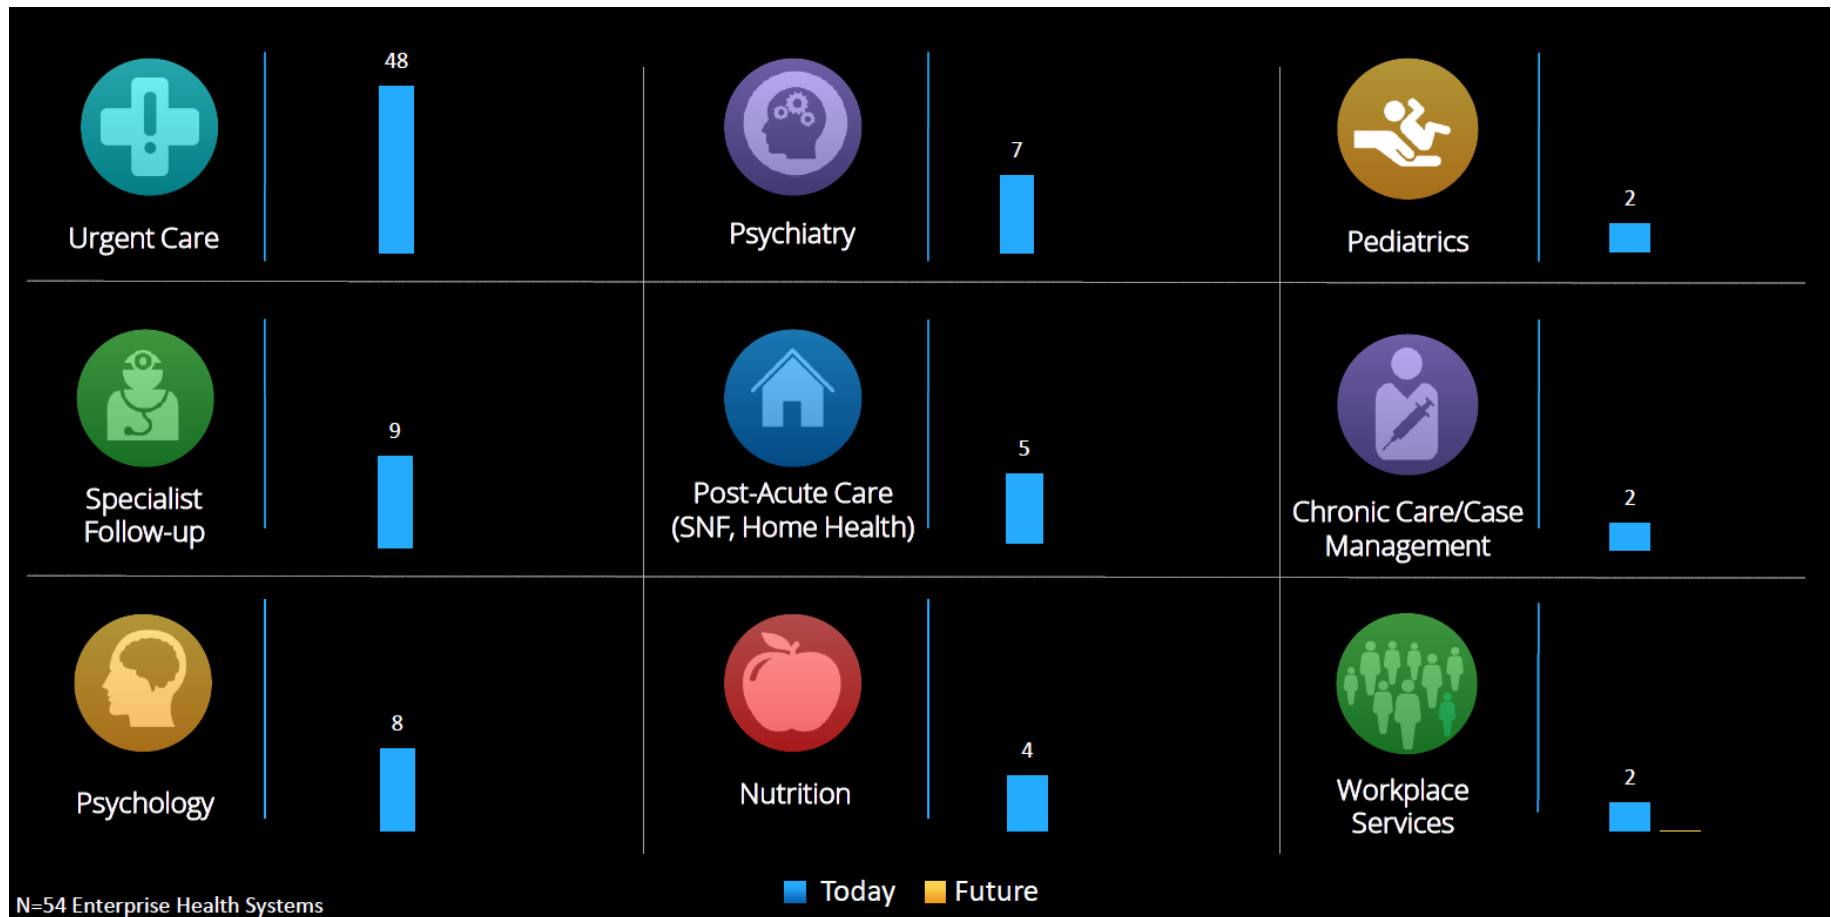 48
Urgent Care
7
Psychiatry
2
Pediatrics
9
Specialist
Follow-up
5
Post-Acute Care
(SNF, Home Health)
2
Chronic Care/Case
Management
8
Psychology
4
Nutrition
2
Workplace
Services
Today
Future
N=54 Enterprise Health Systems